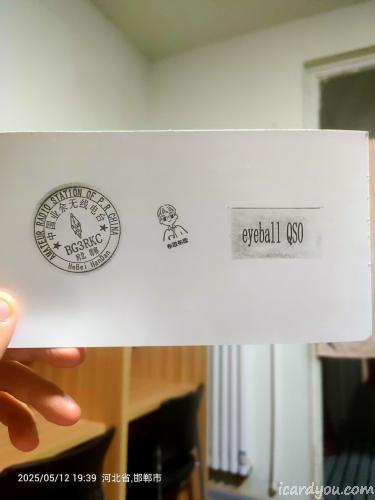 AMATEUR RADIO STATION OF P.R.CHINA
中国业余无线电台
BG3RKC
河北 邯郸
HeBei HanDan
eyeball QSO
2025/05/12 19:39 河北省,邯郸市
icardyou.com